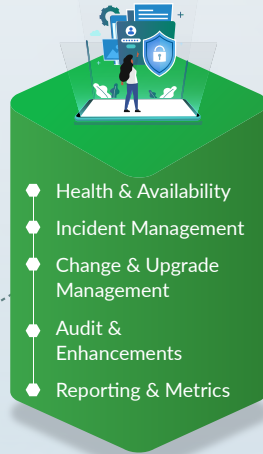 Health & Availability
Incident Management
Change & Upgrade
Management
Audit &
Enhancements
Reporting & Metrics